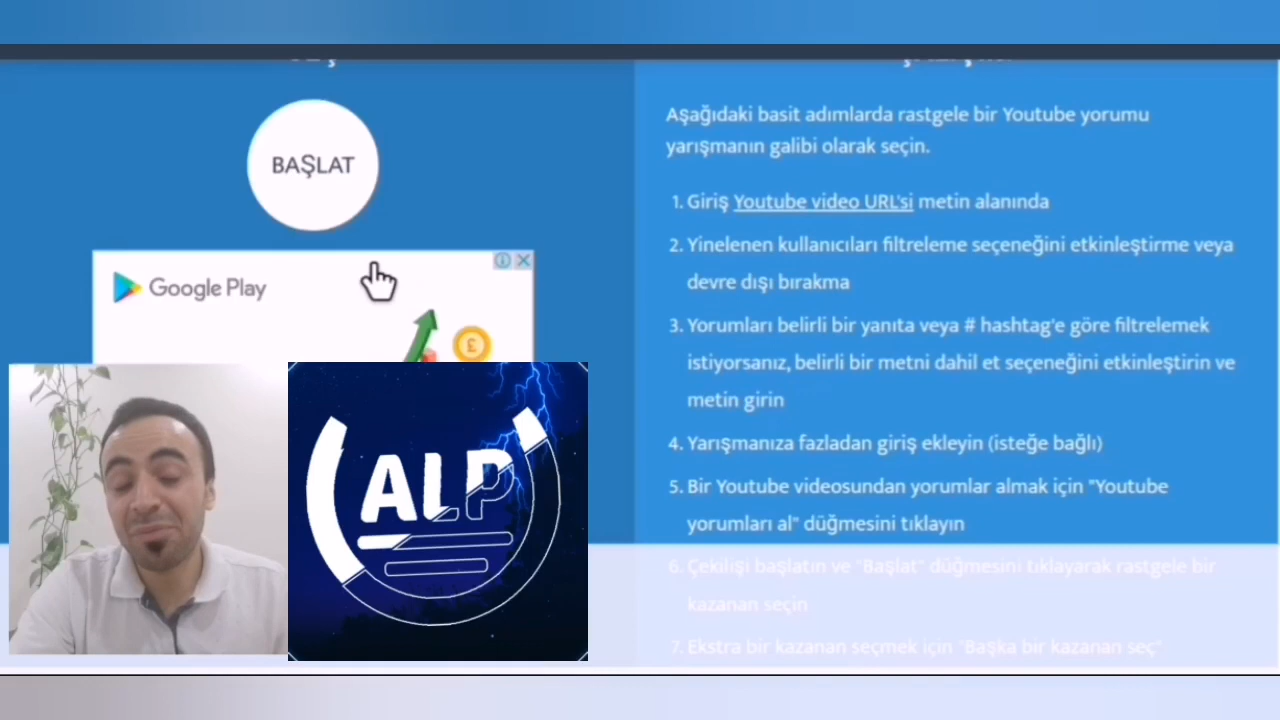 BAŞLAT
Google Play
ALP
Aşağıdaki basit adımlarda rastgele bir Youtube yorumu
yarışmanın galibi olarak seçin.
1. Giriş Youtube video URL'si metin alanında
2. Yinelenen kullanıcıları filtreleme seçeneğini etkinleştirme veya
devre dışı bırakma
3. Yorumları belirli bir yanıta veya # hashtag'e göre filtrelemek
istiyorsanız, belirli bir metni dahil et seçeneğini etkinleştirin ve
metin girin
4. Yarışmanıza fazladan giriş ekleyin (isteğe bağlı)
5. Bir Youtube videosundan yorumlar almak için "Youtube
yorumları al" düğmesini tıklayın
6. Çekilişi başlatın ve "Başlat" düğmesini tıklayarak rastgele bir
kazanan seçin
7. Ekstra bir kazanan seçmek için "Başka bir kazanan seç"